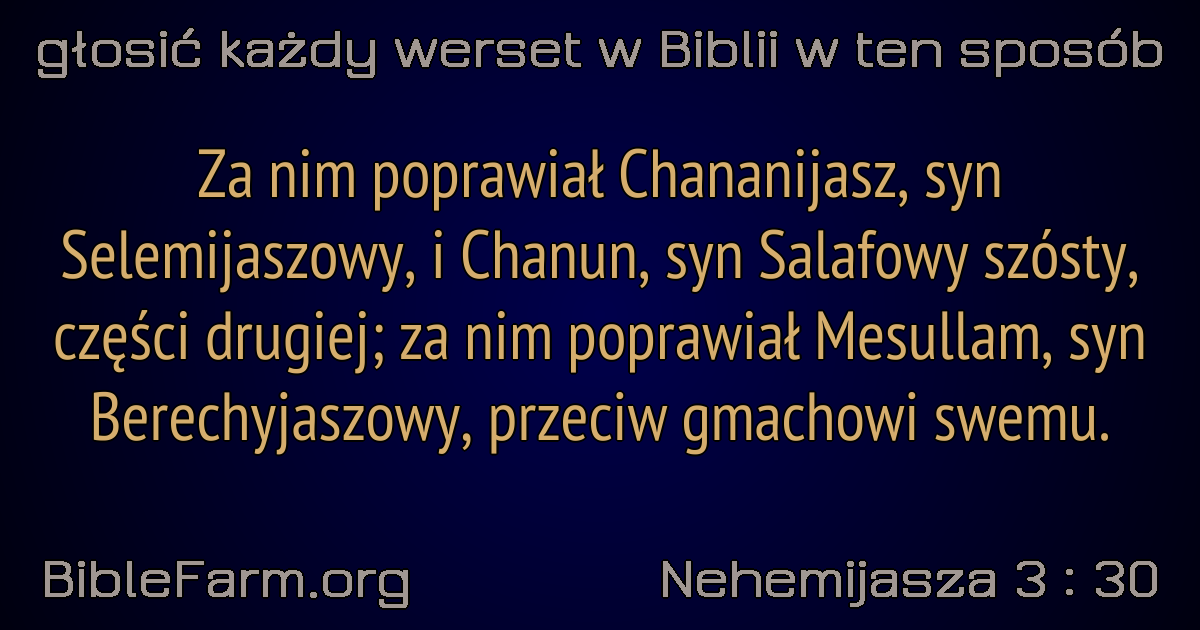 głosić każdy werset w Biblii w ten sposób
Za nim poprawiał Chananijasz, syn
Selemijaszowy, i Chanun, syn Salafowy szósty,
części drugiej; za nim poprawiał Mesullam, syn
Berechyjaszowy, przeciw gmachowi swemu.
BibleFarm.org
Nehemijasza 3 : 30